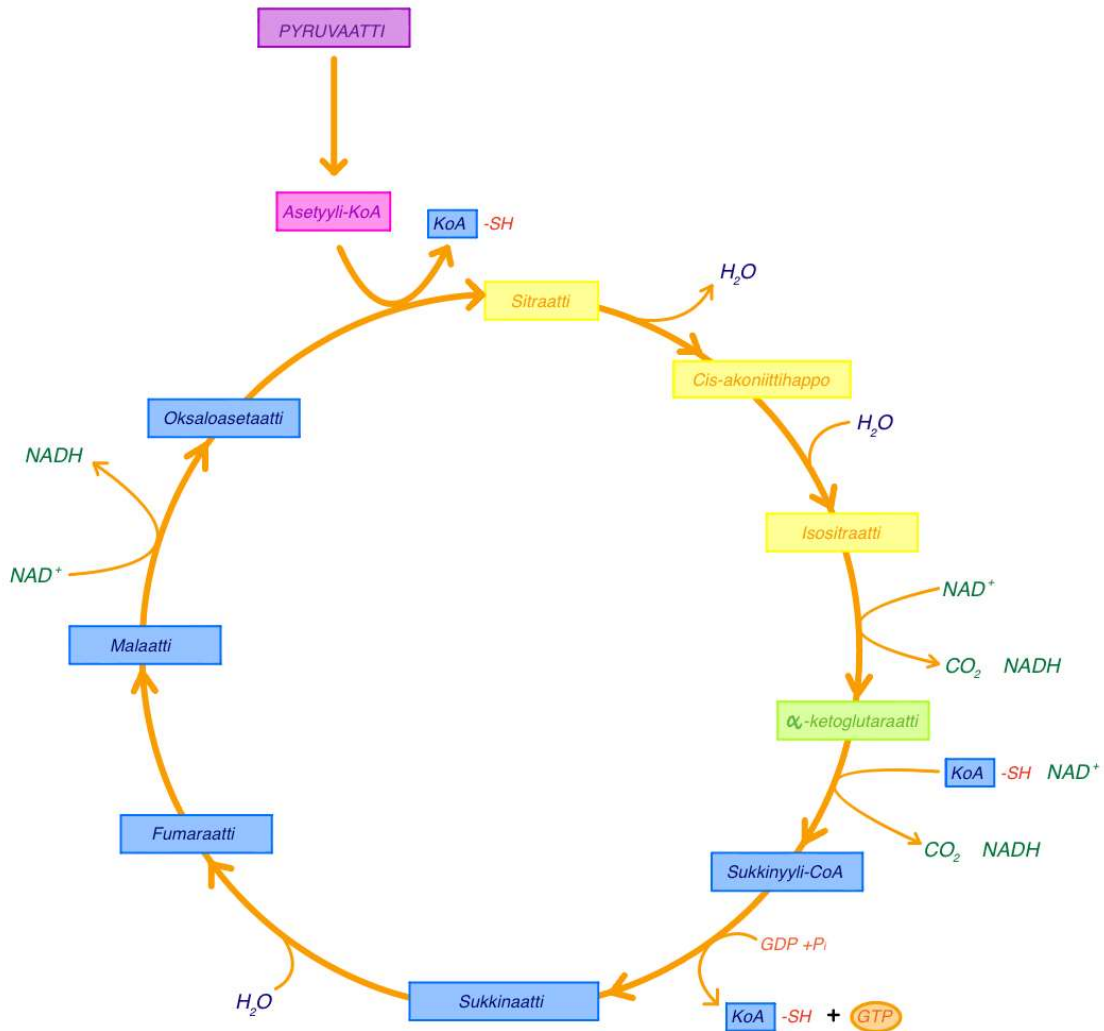 PYRUVAATTI
Asetyyli-KoA
KoA -SH
Sitraatti
H₂O
Cis-akoniittihappo
H₂O
Isositraatti
NAD⁺
CO₂ NADH
α-ketoglutaraatti
KoA -SH NAD⁺
CO₂ NADH
Sukkinyyli-CoA
GDP +Pᵢ
KoA -SH + GTP
Sukkinaatti
H₂O
Fumaraatti
Malaatti
NAD⁺
NADH
Oksaloasetaatti